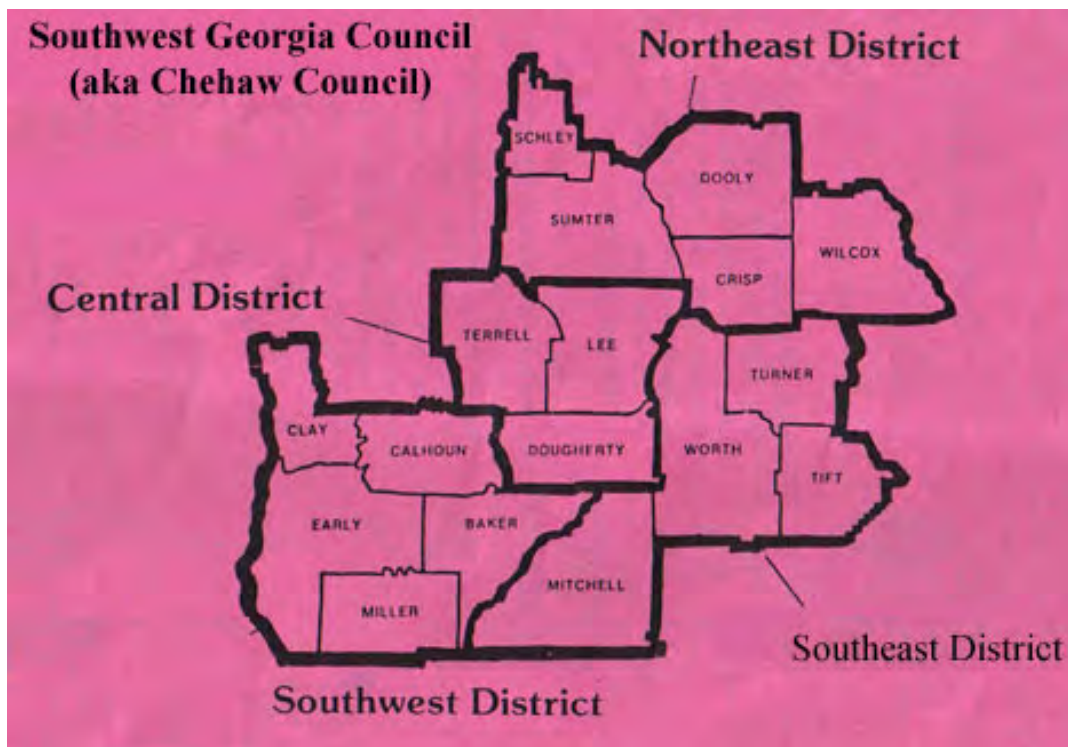 Southwest Georgia Council
(aka Chehaw Council)
Northeast District
SCHLEY
DOOLY
SUMTER
WILCOX
CRISP
Central District
TERRELL
LEE
TURNER
CLAY
CALHOUN
DOUGHERTY
WORTH
TIFT
EARLY
BAKER
MITCHELL
MILLER
Southeast District
Southwest District